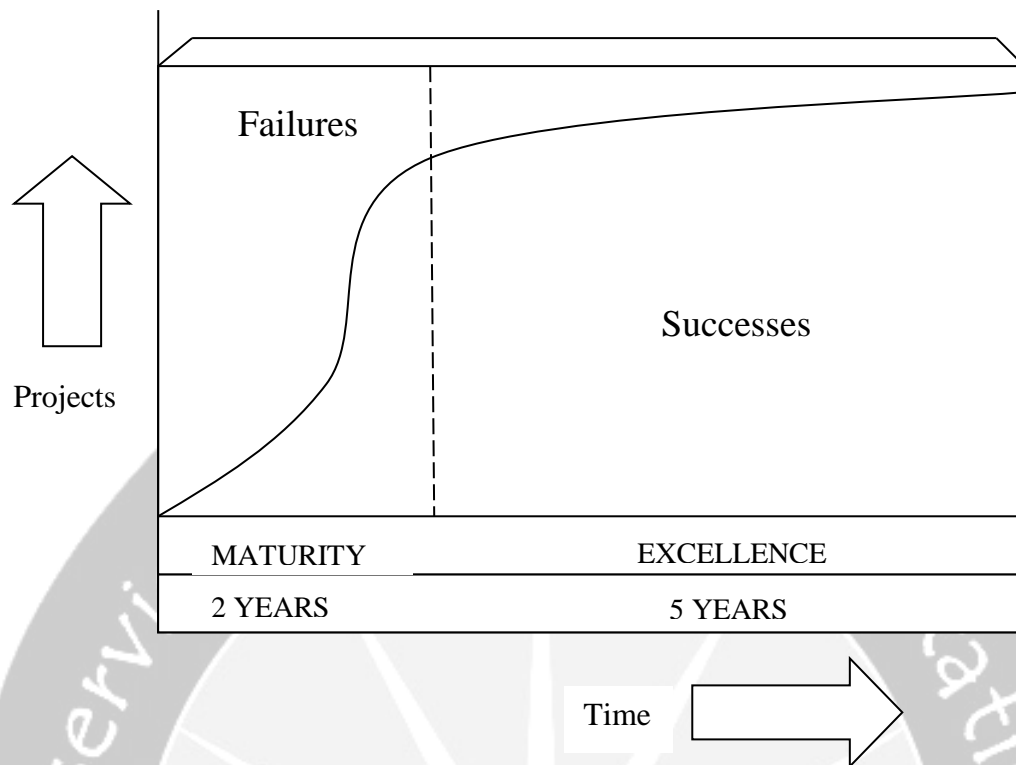 Failures
Successes
Projects
MATURITY EXCELLENCE
2 YEARS 5 YEARS
Time